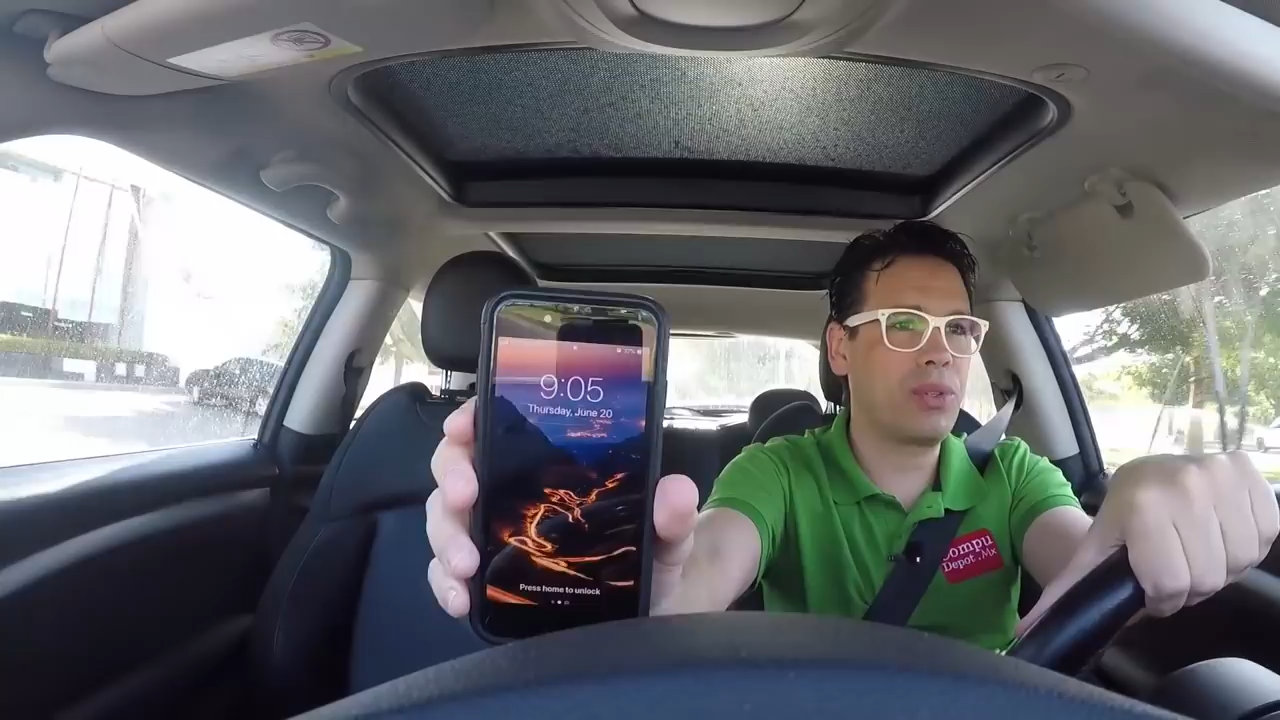 9:05
Thursday, June 20
Press home to unlock
Compu
Depot.Mx